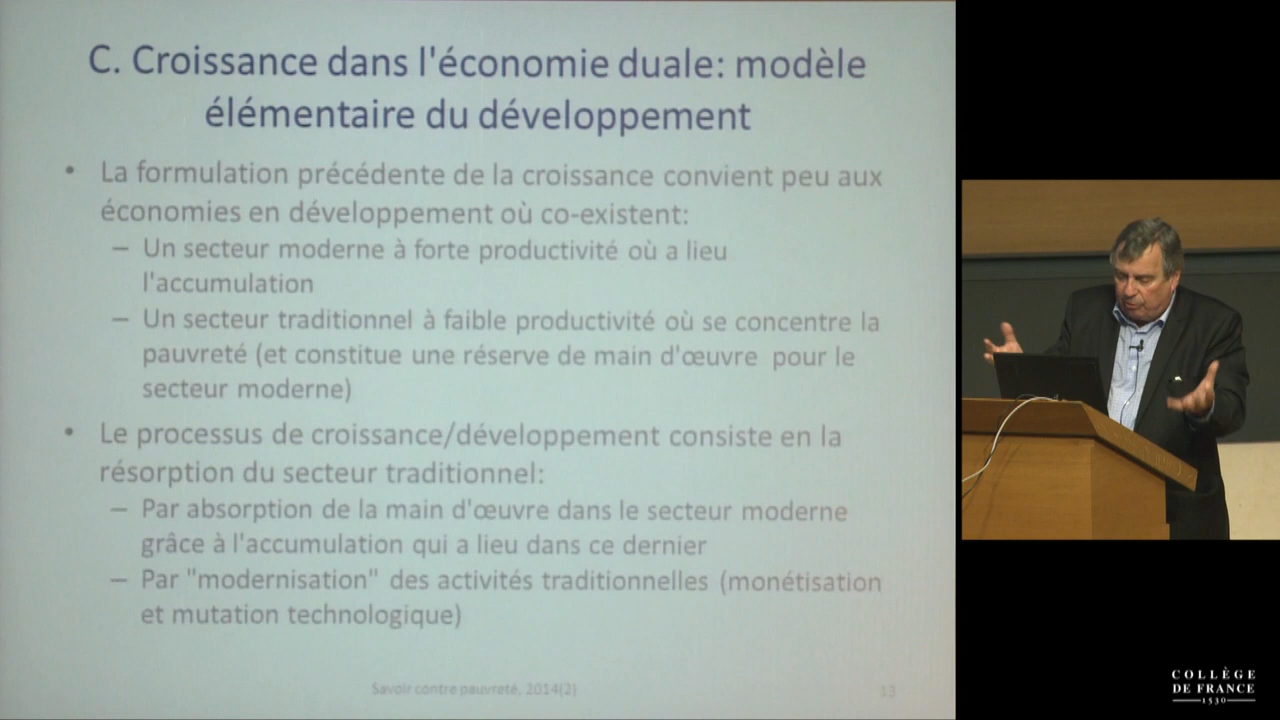 C. Croissance dans l'économie duale: modèle
élémentaire du développement
• La formulation précédente de la croissance convient peu aux
économies en développement où co-existent:
– Un secteur moderne à forte productivité où a lieu
l'accumulation
– Un secteur traditionnel à faible productivité où se concentre la
pauvreté (et constitue une réserve de main d'œuvre pour le
secteur moderne)
• Le processus de croissance/développement consiste en la
résorption du secteur traditionnel:
– Par absorption de la main d'œuvre dans le secteur moderne
grâce à l'accumulation qui a lieu dans ce dernier
– Par "modernisation" des activités traditionnelles (monétisation
et mutation technologique)
Savoir contre pauvreté, 2014(2)
13
COLLÈGE
DE FRANCE
1530